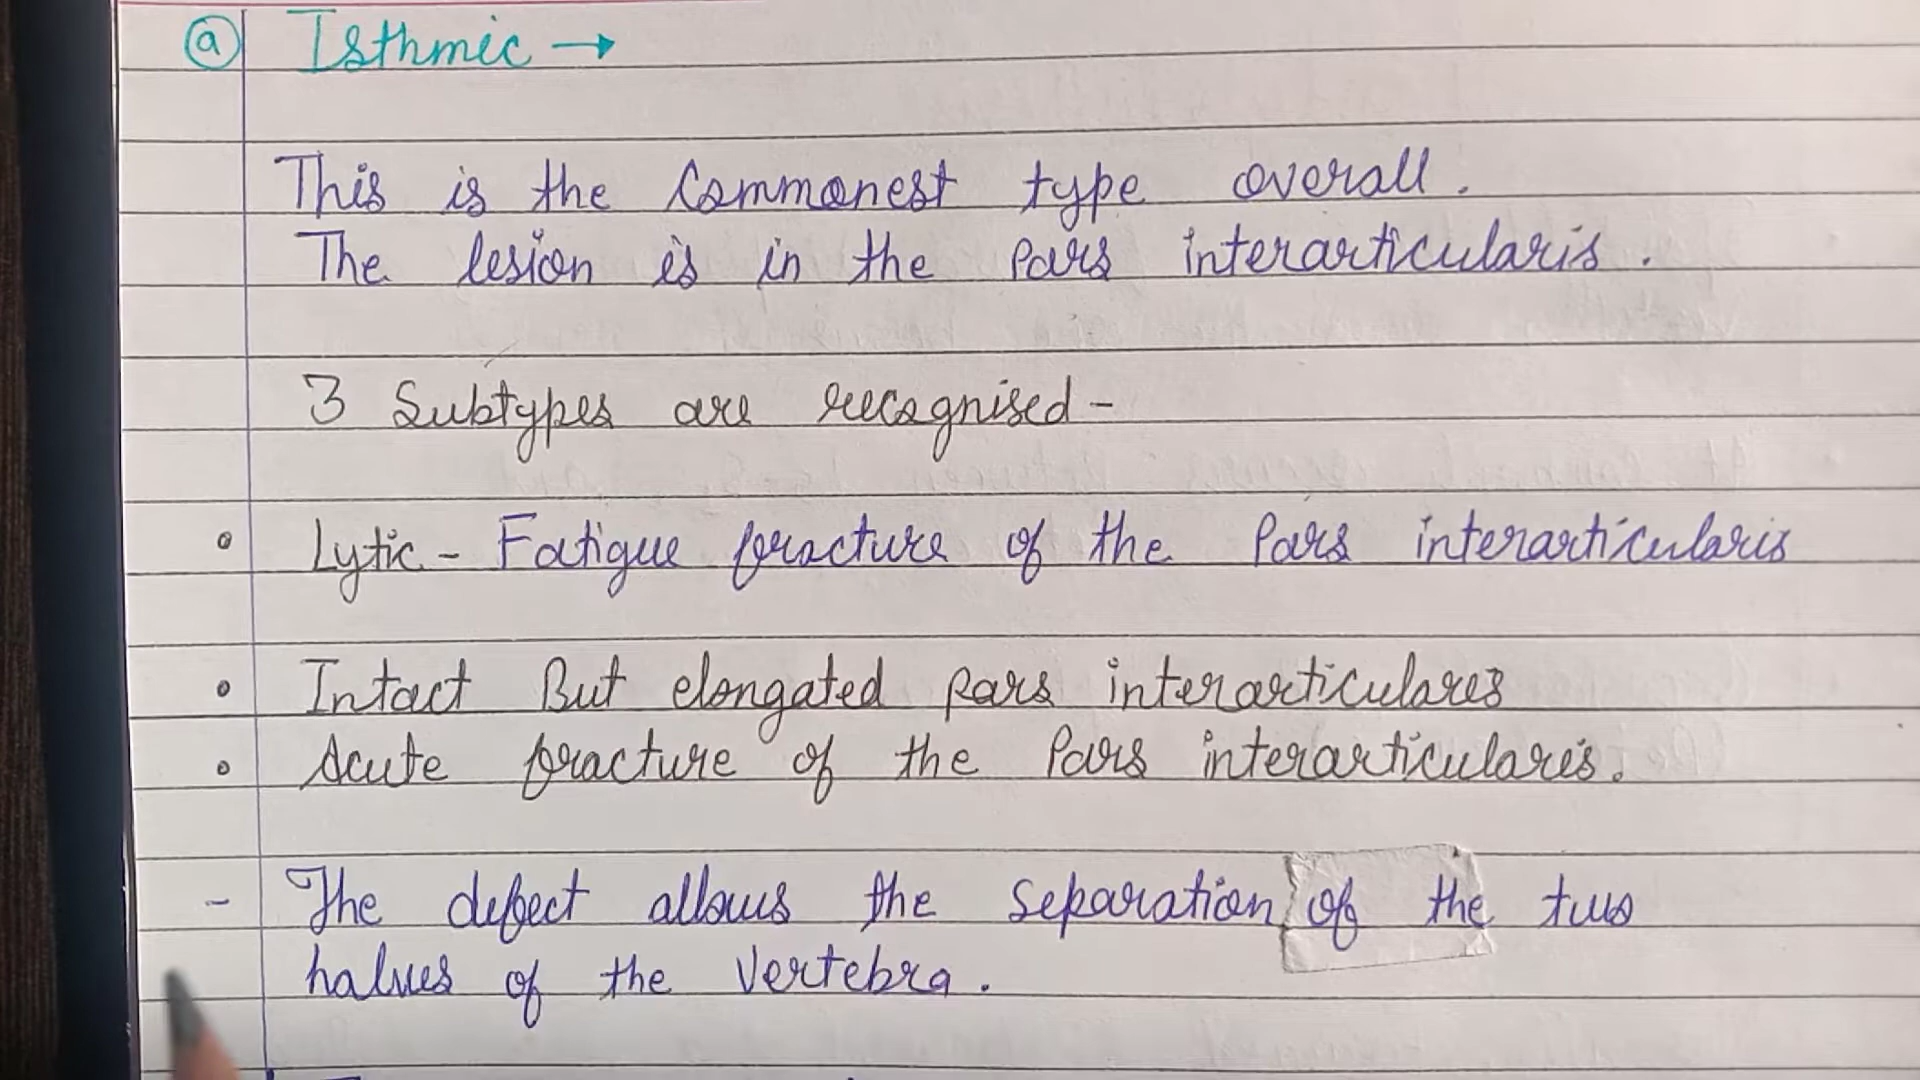 a Isthmic →
This is the Commonest type overall.
The lesion is in the Pars interarticularis.
3 Subtypes are recognised -
Lytic - Fatigue fracture of the Pars interarticularis
Intact But elongated pars interarticulares
Acute fracture of the Pars interarticulares.
- The defect allows the separation of the two
halves of the Vertebra.